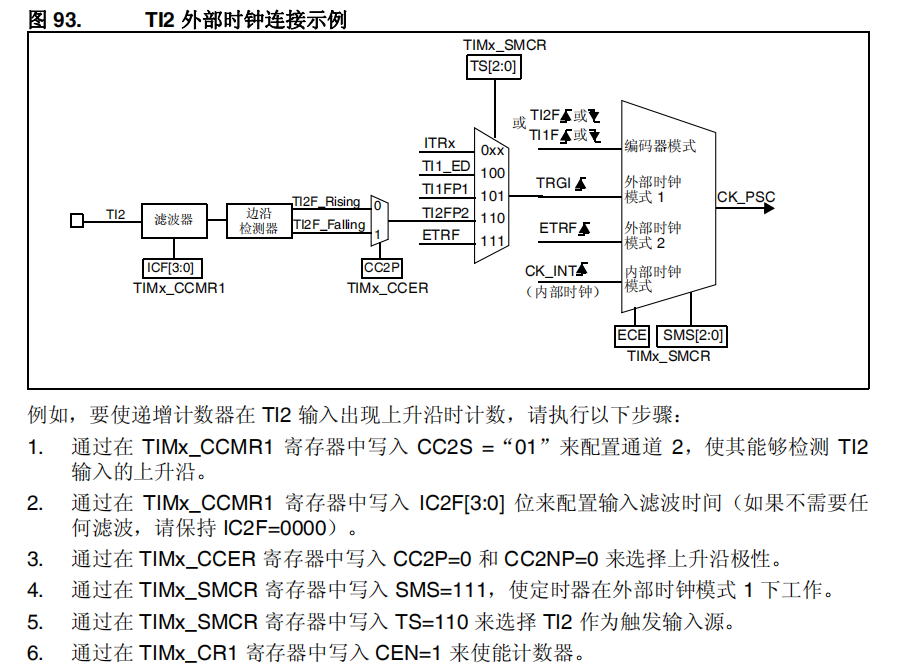 图 93. TI2 外部时钟连接示例
TIMx_SMCR
TS[2:0]
ITRx
0xx
TI1_ED
100
TI1FP1
101
TI2FP2
110
ETRF
111
TI2
滤波器
边沿
检测器
TI2F_Rising
0
TI2F_Falling
1
ICF[3:0]
TIMx_CCMR1
CC2P
TIMx_CCER
或 TI2F 或
TI1F 或
编码器模式
TRGI
外部时钟
模式 1
ETRF
外部时钟
模式 2
CK_INT
(内部时钟)
内部时钟
模式
CK_PSC
ECE
SMS[2:0]
TIMx_SMCR
例如，要使递增计数器在 TI2 输入出现上升沿时计数，请执行以下步骤：
1. 通过在 TIMx_CCMR1 寄存器中写入 CC2S =“01”来配置通道 2，使其能够检测 TI2
输入的上升沿。
2. 通过在 TIMx_CCMR1 寄存器中写入 IC2F[3:0] 位来配置输入滤波时间（如果不需要任
何滤波，请保持 IC2F=0000）。
3. 通过在 TIMx_CCER 寄存器中写入 CC2P=0 和 CC2NP=0 来选择上升沿极性。
4. 通过在 TIMx_SMCR 寄存器中写入 SMS=111，使定时器在外部时钟模式 1 下工作。
5. 通过在 TIMx_SMCR 寄存器中写入 TS=110 来选择 TI2 作为触发输入源。
6. 通过在 TIMx_CR1 寄存器中写入 CEN=1 来使能计数器。